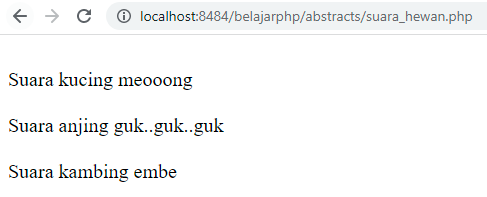 localhost:8484/belajarphp/abstracts/suara_hewan.php
Suara kucing meooong
Suara anjing guk..guk..guk
Suara kambing embe